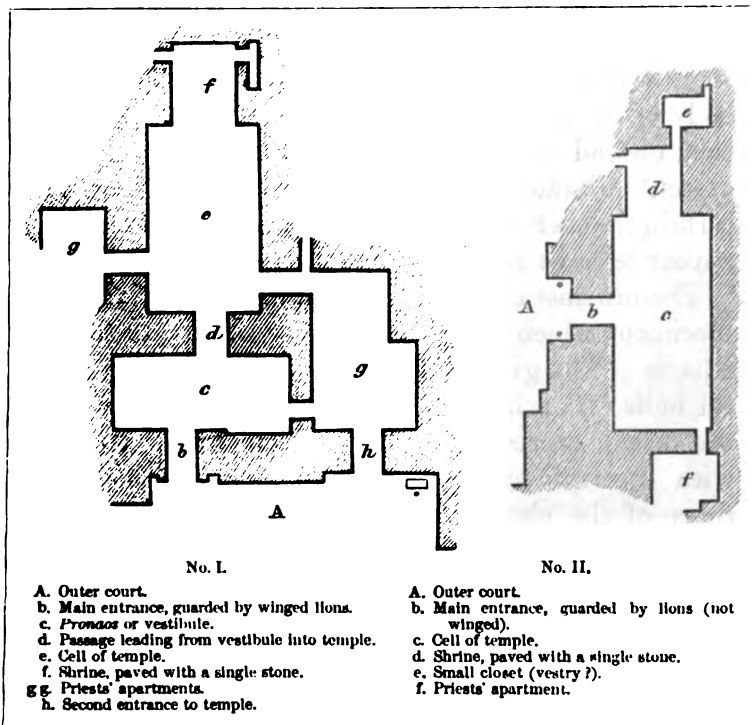 f
e
g
d
g
c
b
h
A
e
d
A
b
c
f
No. I.
A. Outer court.
b. Main entrance, guarded by winged lions.
c. Pronaos or vestibule.
d. Passage leading from vestibule into temple.
e. Cell of temple.
f. Shrine, paved with a single stone.
g g. Priests' apartments.
h. Second entrance to temple.
No. II.
A. Outer court.
b. Main entrance, guarded by lions (not
winged).
c. Cell of temple.
d. Shrine, paved with a single stone.
e. Small closet (vestry?).
f. Priests' apartment.